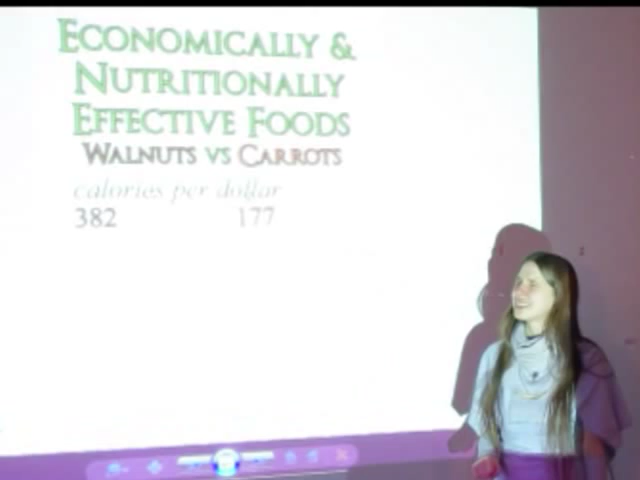 ECONOMICALLY &
NUTRITIONALLY
EFFECTIVE FOODS
WALNUTS VS CARROTS
calories per dollar
382 177